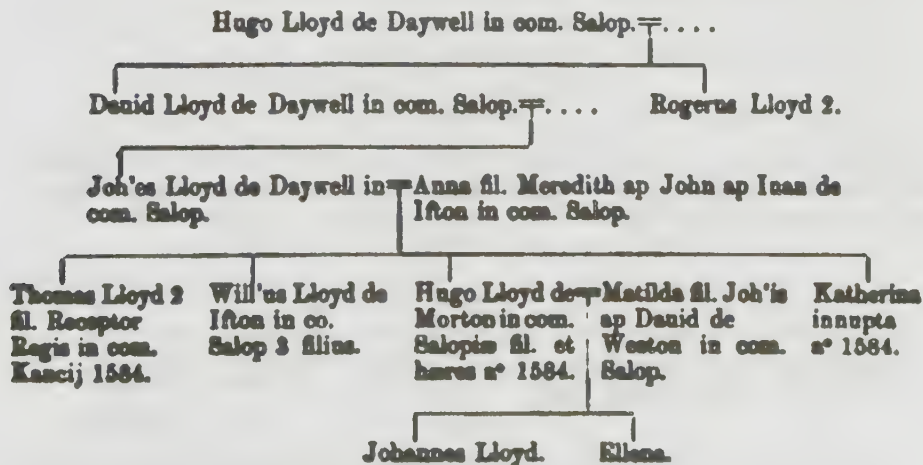 Hugo Lloyd de Daywell in com. Salop.=. . . .
Dauid Lloyd de Daywell in com. Salop.=. . . . Rogerus Lloyd 2.
Joh'es Lloyd de Daywell in com. Salop.
=Anna fil. Meredith ap John ap Iuan de Ifton in com. Salop.
Thomas Lloyd 2
fil. Receptor
Regis in com.
Kancij 1584.
Will'us Lloyd de
Ifton in co.
Salop 3 filius.
Hugo Lloyd de=
Morton in com.
Salopiæ fil. et
hæres aº 1584.
Matilda fil. Joh'is
ap Dauid de
Weston in com.
Salop.
Katherina
innupta
aº 1584.
Johannes Lloyd. Ellena.